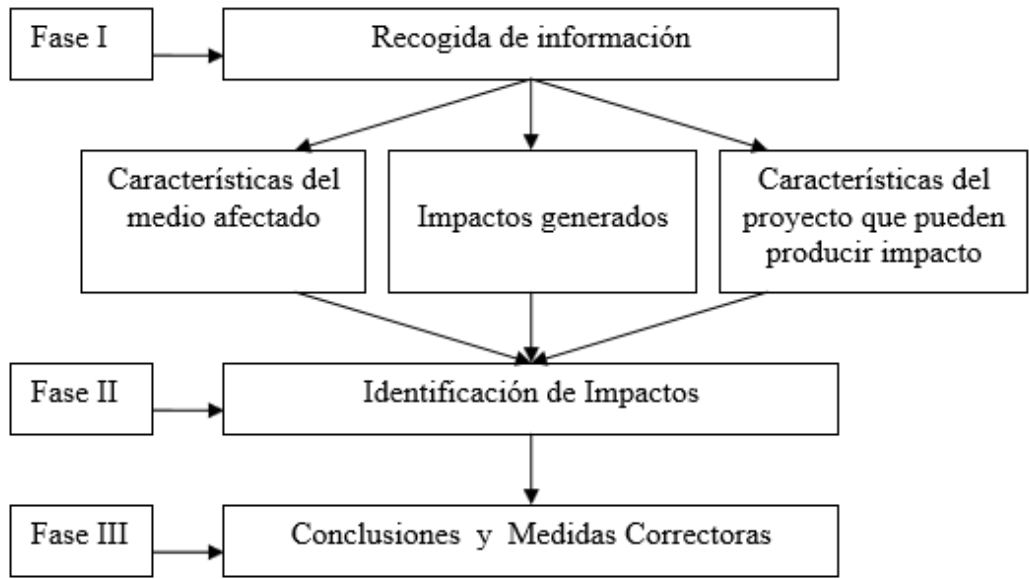 Fase I
Recogida de información
Características del
medio afectado
Impactos generados
Características del
proyecto que pueden
producir impacto
Fase II
Identificación de Impactos
Fase III
Conclusiones y Medidas Correctoras